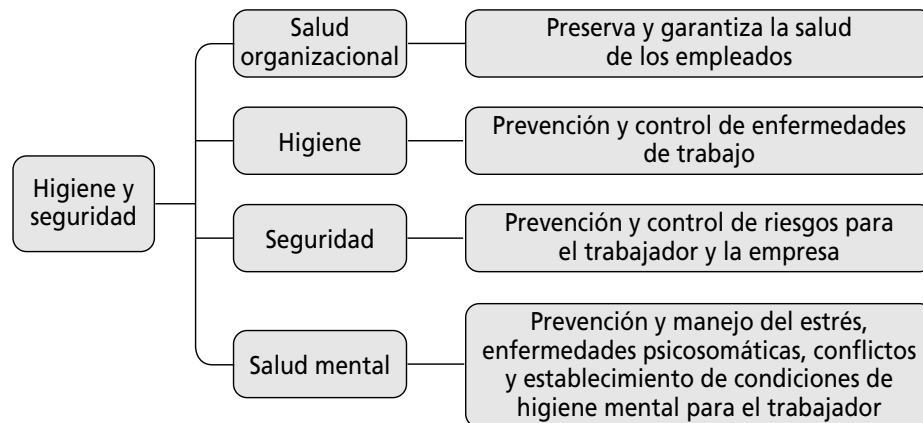 Higiene y
seguridad
Salud
organizacional
Preserva y garantiza la salud
de los empleados
Higiene
Prevención y control de enfermedades
de trabajo
Seguridad
Prevención y control de riesgos para
el trabajador y la empresa
Salud mental
Prevención y manejo del estrés,
enfermedades psicosomáticas, conflictos
y establecimiento de condiciones de
higiene mental para el trabajador